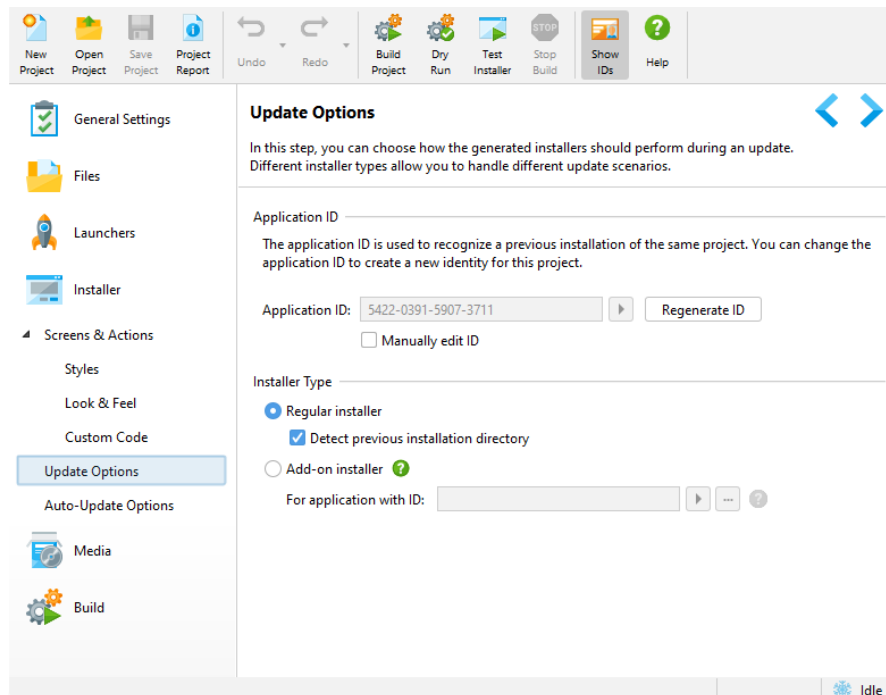 New Project
Open Project
Save Project
Project Report
Undo
Redo
Build Project
Dry Run
Test Installer
STOP
Stop Build
Show IDs
Help
General Settings
Files
Launchers
Installer
Screens & Actions
Styles
Look & Feel
Custom Code
Update Options
Auto-Update Options
Media
Build
Update Options
In this step, you can choose how the generated installers should perform during an update.
Different installer types allow you to handle different update scenarios.
Application ID
The application ID is used to recognize a previous installation of the same project. You can change the
application ID to create a new identity for this project.
Application ID: 5422-0391-5907-3711 Regenerate ID
Manually edit ID
Installer Type
Regular installer
Detect previous installation directory
Add-on installer ?
For application with ID: ... ?
Idle